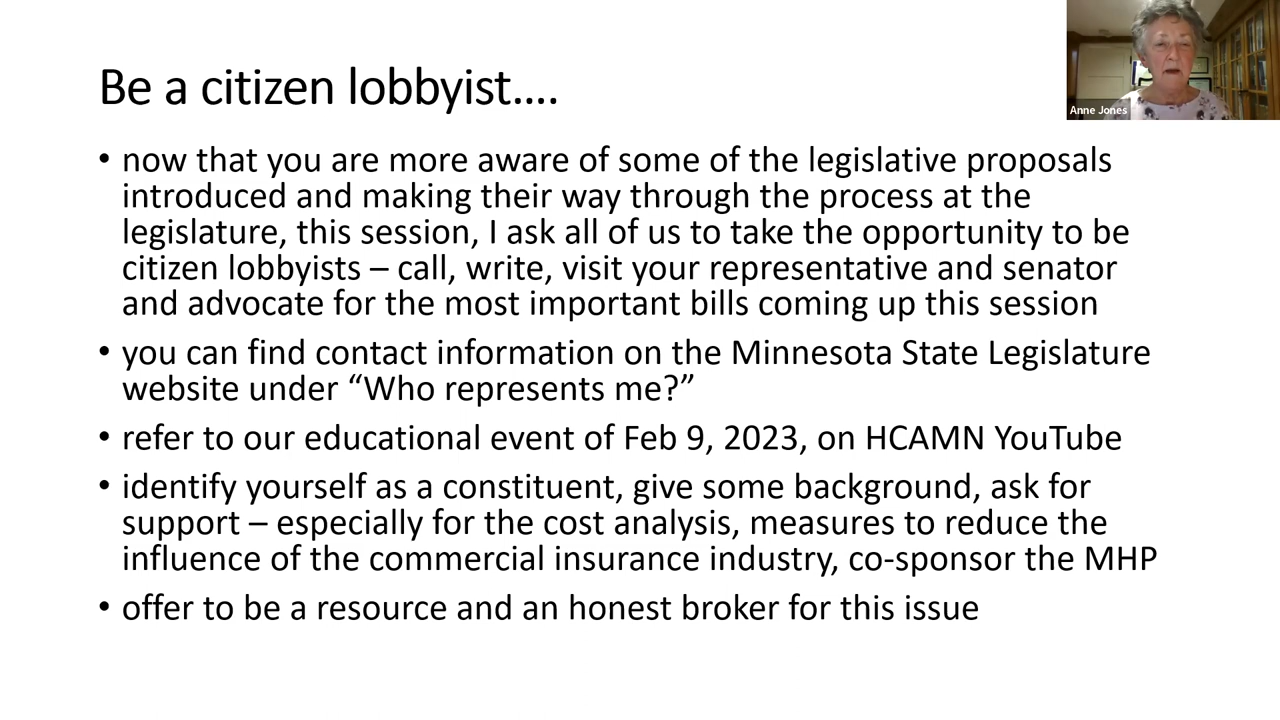 Be a citizen lobbyist....
Anne Jones
• now that you are more aware of some of the legislative proposals
introduced and making their way through the process at the
legislature, this session, I ask all of us to take the opportunity to be
citizen lobbyists – call, write, visit your representative and senator
and advocate for the most important bills coming up this session
• you can find contact information on the Minnesota State Legislature
website under “Who represents me?”
• refer to our educational event of Feb 9, 2023, on HCAMN YouTube
• identify yourself as a constituent, give some background, ask for
support – especially for the cost analysis, measures to reduce the
influence of the commercial insurance industry, co-sponsor the MHP
• offer to be a resource and an honest broker for this issue